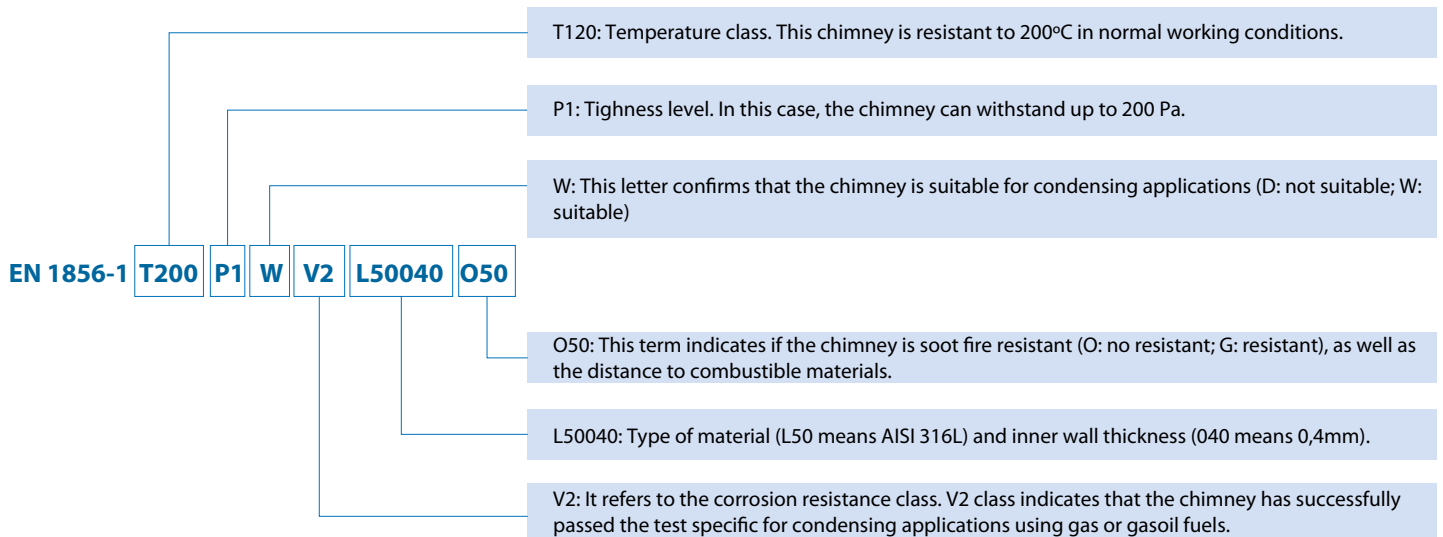 T120: Temperature class. This chimney is resistant to 200ºC in normal working conditions.
P1: Tighness level. In this case, the chimney can withstand up to 200 Pa.
W: This letter confirms that the chimney is suitable for condensing applications (D: not suitable; W:
suitable)
EN 1856-1 T200 P1 W V2 L50040 O50
O50: This term indicates if the chimney is soot fire resistant (O: no resistant; G: resistant), as well as
the distance to combustible materials.
L50040: Type of material (L50 means AISI 316L) and inner wall thickness (040 means 0,4mm).
V2: It refers to the corrosion resistance class. V2 class indicates that the chimney has successfully
passed the test specific for condensing applications using gas or gasoil fuels.